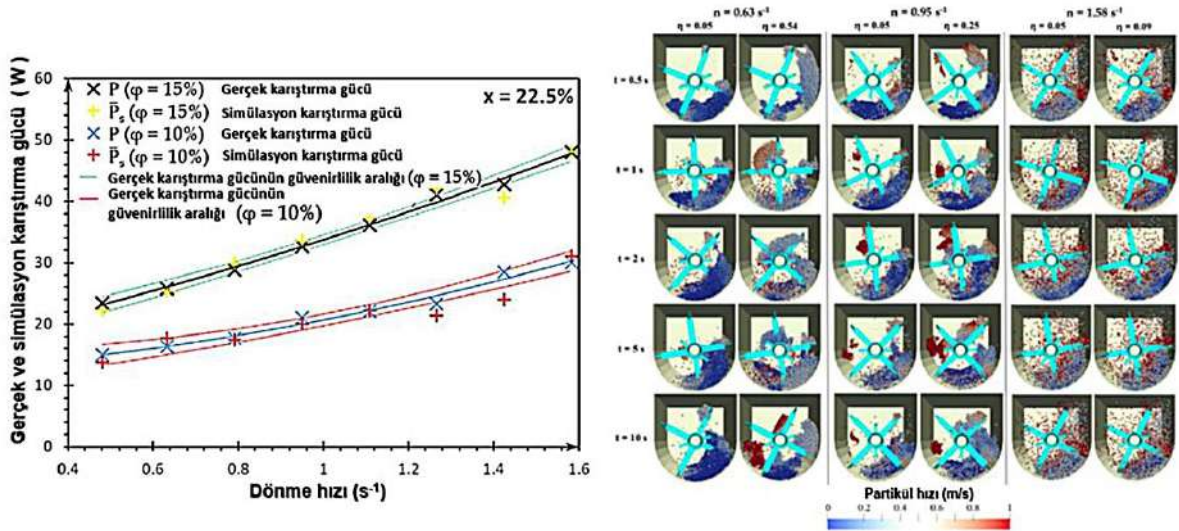 Gerçek ve simülasyon karıştırma gücü (W)
60
50
40
30
20
10
0
x = 22.5%
P (φ = 15%) Gerçek karıştırma gücü
P̄s (φ = 15%) Simülasyon karıştırma gücü
P (φ = 10%) Gerçek karıştırma gücü
P̄s (φ = 10%) Simülasyon karıştırma gücü
Gerçek karıştırma gücünün güvenirlilik aralığı (φ = 15%)
Gerçek karıştırma gücünün
güvenirlilik aralığı (φ = 10%)
0.4 0.6 0.8 1 1.2 1.4 1.6
Dönme hızı (s⁻¹)
n = 0.63 s⁻¹ n = 0.95 s⁻¹ n = 1.58 s⁻¹
η = 0.05 η = 0.54 η = 0.05 η = 0.25 η = 0.05 η = 0.09
t = 0.5 s
t = 1 s
t = 2 s
t = 5 s
t = 10 s
Partikül hızı (m/s)
0 0.2 0.4 0.6 0.8 1